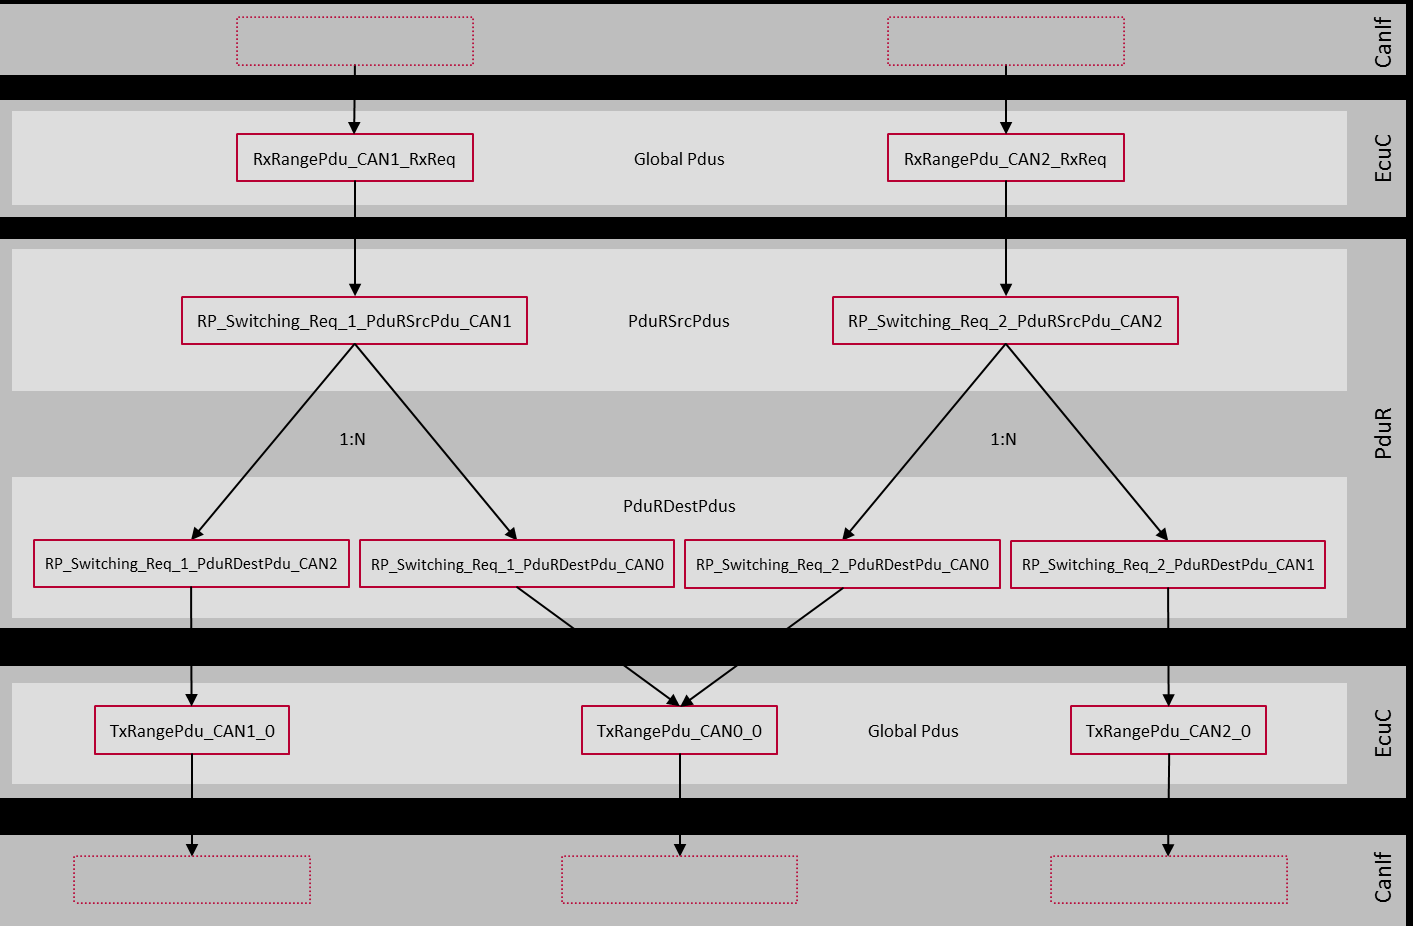 CanIf
RxRangePdu_CAN1_RxReq
Global Pdus
RxRangePdu_CAN2_RxReq
EcuC
RP_Switching_Req_1_PduRSrcPdu_CAN1
PduRSrcPdus
RP_Switching_Req_2_PduRSrcPdu_CAN2
1:N
1:N
PduR
PduRDestPdus
RP_Switching_Req_1_PduRDestPdu_CAN2
RP_Switching_Req_1_PduRDestPdu_CAN0
RP_Switching_Req_2_PduRDestPdu_CAN0
RP_Switching_Req_2_PduRDestPdu_CAN1
TxRangePdu_CAN1_0
TxRangePdu_CAN0_0
Global Pdus
TxRangePdu_CAN2_0
EcuC
CanIf